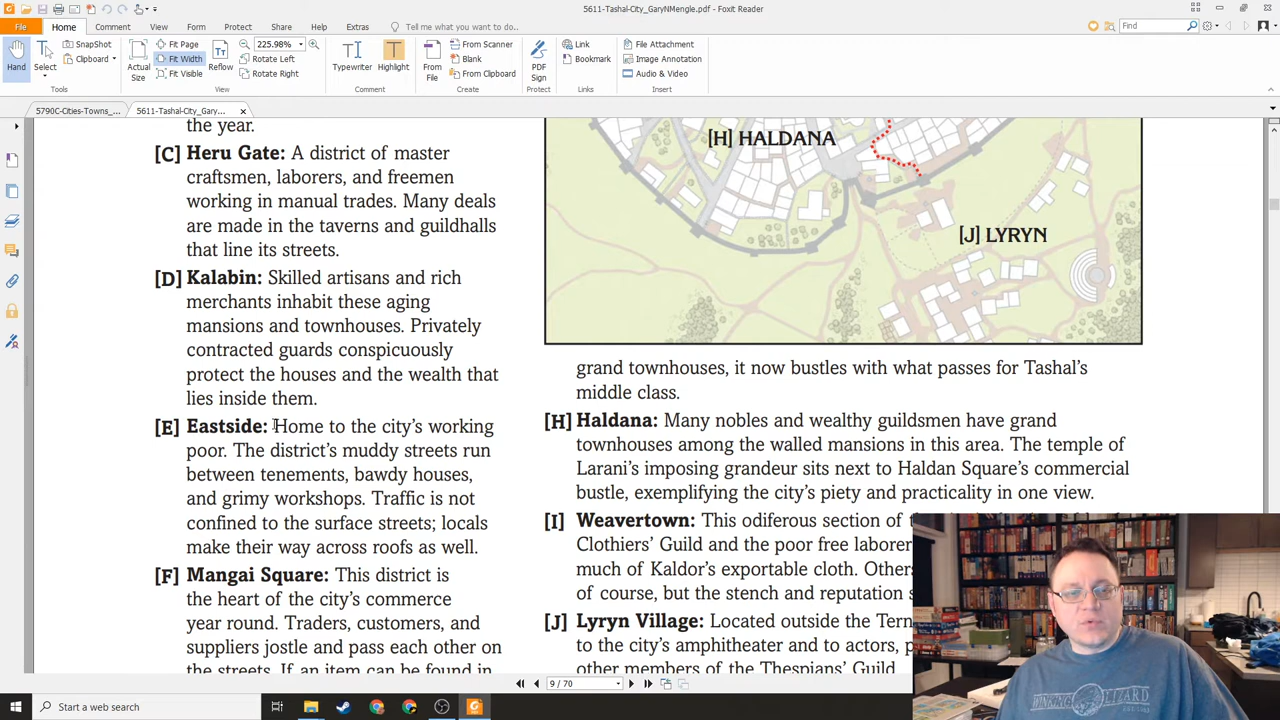 5611-Tashal-City_GaryNMengle.pdf - Foxit Reader
File
Home
Comment
View
Form
Protect
Share
Help
Extras
Tell me what you want to do...
Find
Hand
Select
SnapShot
Clipboard
Actual
Size
Fit Page
Fit Width
Fit Visible
Reflow
225.98%
Rotate Left
Rotate Right
Typewriter
Highlight
From
File
From Scanner
Blank
From Clipboard
PDF
Sign
Link
Bookmark
File Attachment
Image Annotation
Audio & Video
Tools
View
Comment
Create
Protect
Links
Insert
5790C-Cities-Towns_...
5611-Tashal-City_Gary...
the year.
[C] Heru Gate: A district of master
craftsmen, laborers, and freemen
working in manual trades. Many deals
are made in the taverns and guildhalls
that line its streets.
[D] Kalabin: Skilled artisans and rich
merchants inhabit these aging
mansions and townhouses. Privately
contracted guards conspicuously
protect the houses and the wealth that
lies inside them.
[E] Eastside: Home to the city's working
poor. The district's muddy streets run
between tenements, bawdy houses,
and grimy workshops. Traffic is not
confined to the surface streets; locals
make their way across roofs as well.
[F] Mangai Square: This district is
the heart of the city's commerce
year round. Traders, customers, and
suppliers jostle and pass each other on
the streets. If an item can be found in
[H] HALDANA
[J] LYRYN
grand townhouses, it now bustles with what passes for Tashal's
middle class.
[H] Haldana: Many nobles and wealthy guildsmen have grand
townhouses among the walled mansions in this area. The temple of
Larani's imposing grandeur sits next to Haldan Square's commercial
bustle, exemplifying the city's piety and practicality in one view.
[I] Weavertown: This odiferous section of
Clothiers' Guild and the poor free laborer
much of Kaldor's exportable cloth. Others
of course, but the stench and reputation
[J] Lyryn Village: Located outside the
to the city's amphitheater and to actors,
other members of the Thespians' Guild
9 / 70
Start a web search
WINNING LIZARD